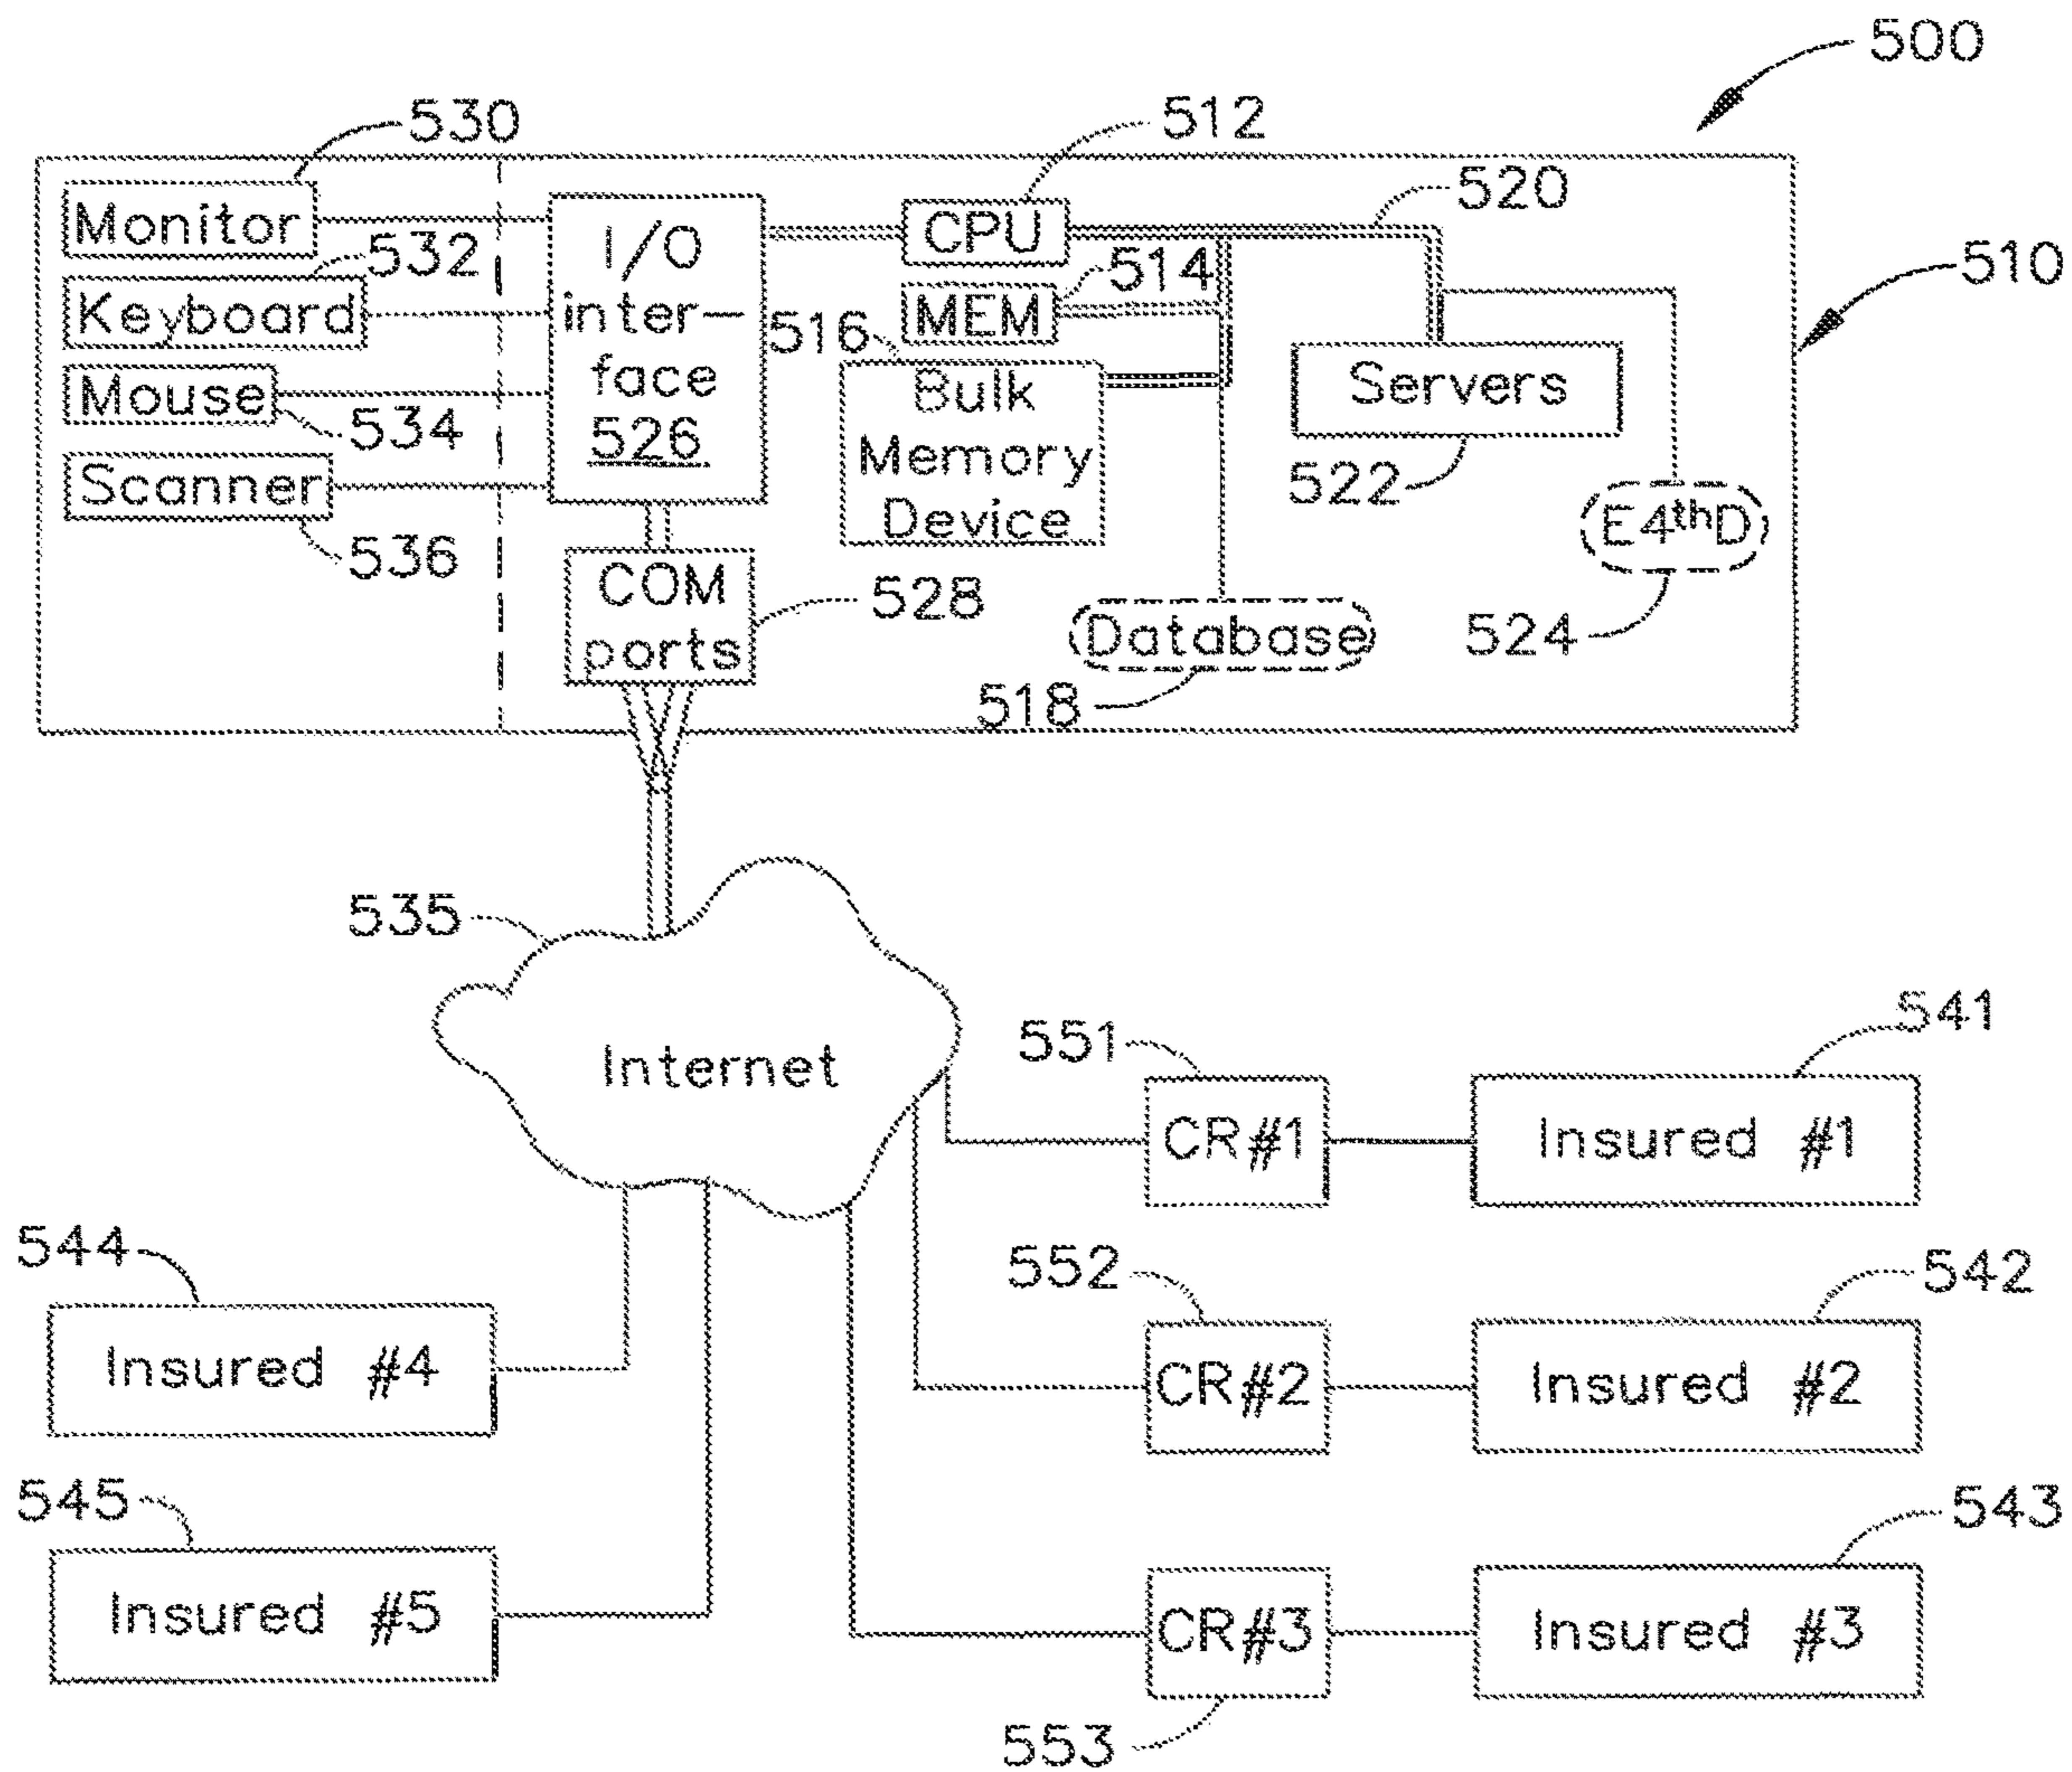 500
530
512
520
Monitor
I/O
inter-
face
526
CPU
532
514
510
Keyboard
MEM
516
Mouse
534
Bulk
Memory
Device
Servers
522
Scanner
536
E4thD
COM
ports
528
Database
524
518
535
Internet
551
541
CR#1
Insured #1
544
552
542
Insured #4
CR#2
Insured #2
545
543
Insured #5
CR#3
Insured #3
553